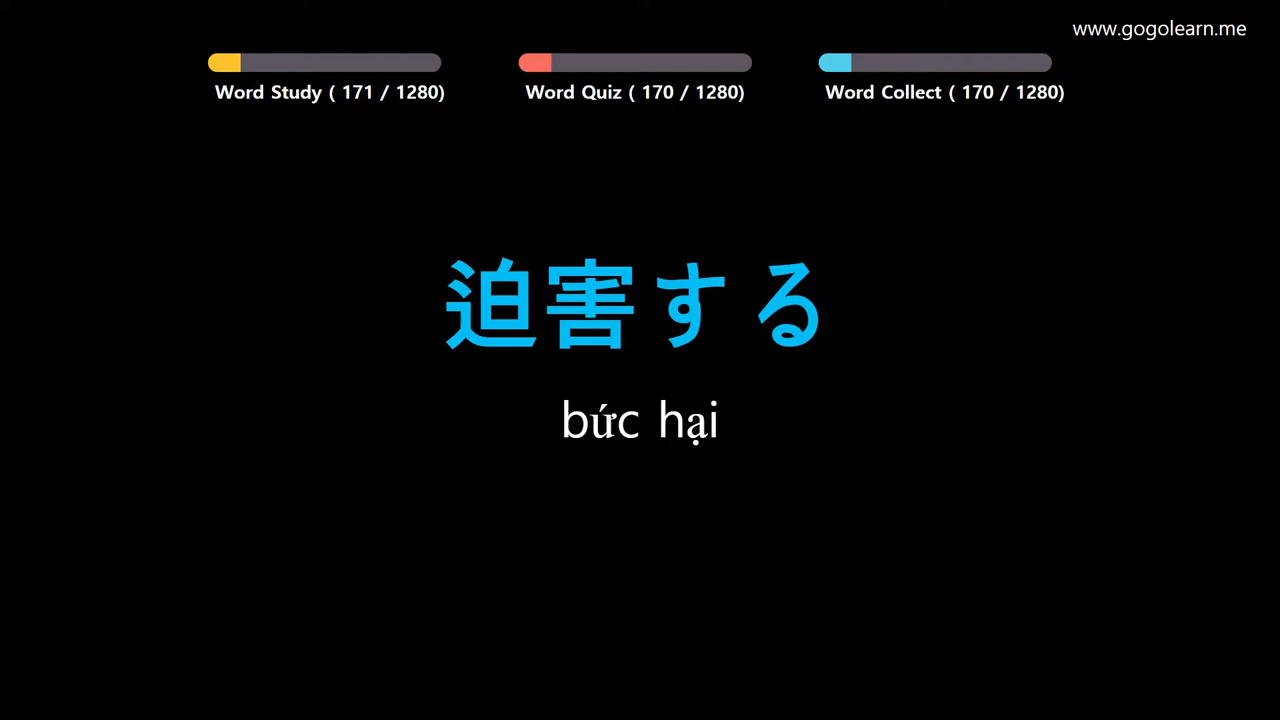 www.gogolearn.me
Word Study ( 171 / 1280)
Word Quiz ( 170 / 1280)
Word Collect ( 170 / 1280)
迫害する
bức hại